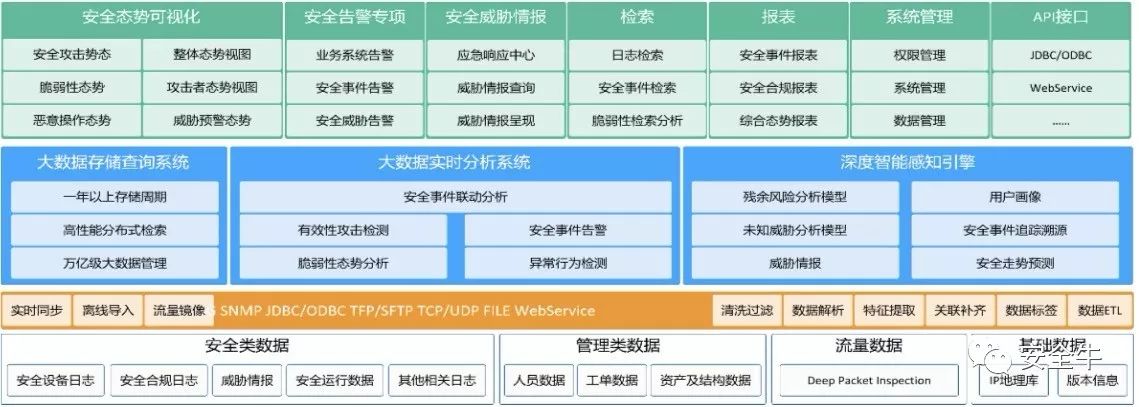 安全态势可视化 安全告警专项 安全威胁情报 检索 报表 系统管理 API接口
安全攻击势态 整体态势视图 业务系统告警 应急响应中心 日志检索 安全事件报表 权限管理 JDBC/ODBC
脆弱性态势 攻击者态势视图 安全事件告警 威胁情报查询 安全事件检索 安全合规报表 系统管理 WebService
恶意操作态势 威胁预警态势 安全威胁告警 威胁情报呈现 脆弱性检索分析 综合态势报表 数据管理 ......
大数据存储查询系统 大数据实时分析系统 深度智能感知引擎
一年以上存储周期 安全事件联动分析 残余风险分析模型 用户画像
高性能分布式检索 有效性攻击检测 安全事件告警 未知威胁分析模型 安全事件追踪溯源
万亿级大数据管理 脆弱性态势分析 异常行为检测 威胁情报 安全走势预测
实时同步 离线导入 流量镜像 SNMP JDBC/ODBC TFP/SFTP TCP/UDP FILE WebService 清洗过滤 数据解析 特征提取 关联补齐 数据标签 数据ETL
安全类数据 管理类数据 流量数据 基础数据
安全设备日志 安全合规日志 威胁情报 安全运行数据 其他相关日志 人员数据 工单数据 资产及结构数据 Deep Packet Inspection IP地理库 版本信息
安全牛